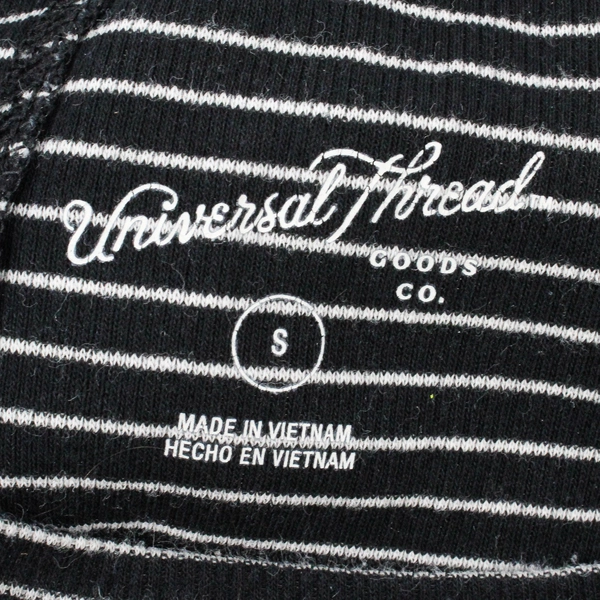 Universal Thread
GOODS
CO.
S
MADE IN VIETNAM
HECHO EN VIETNAM